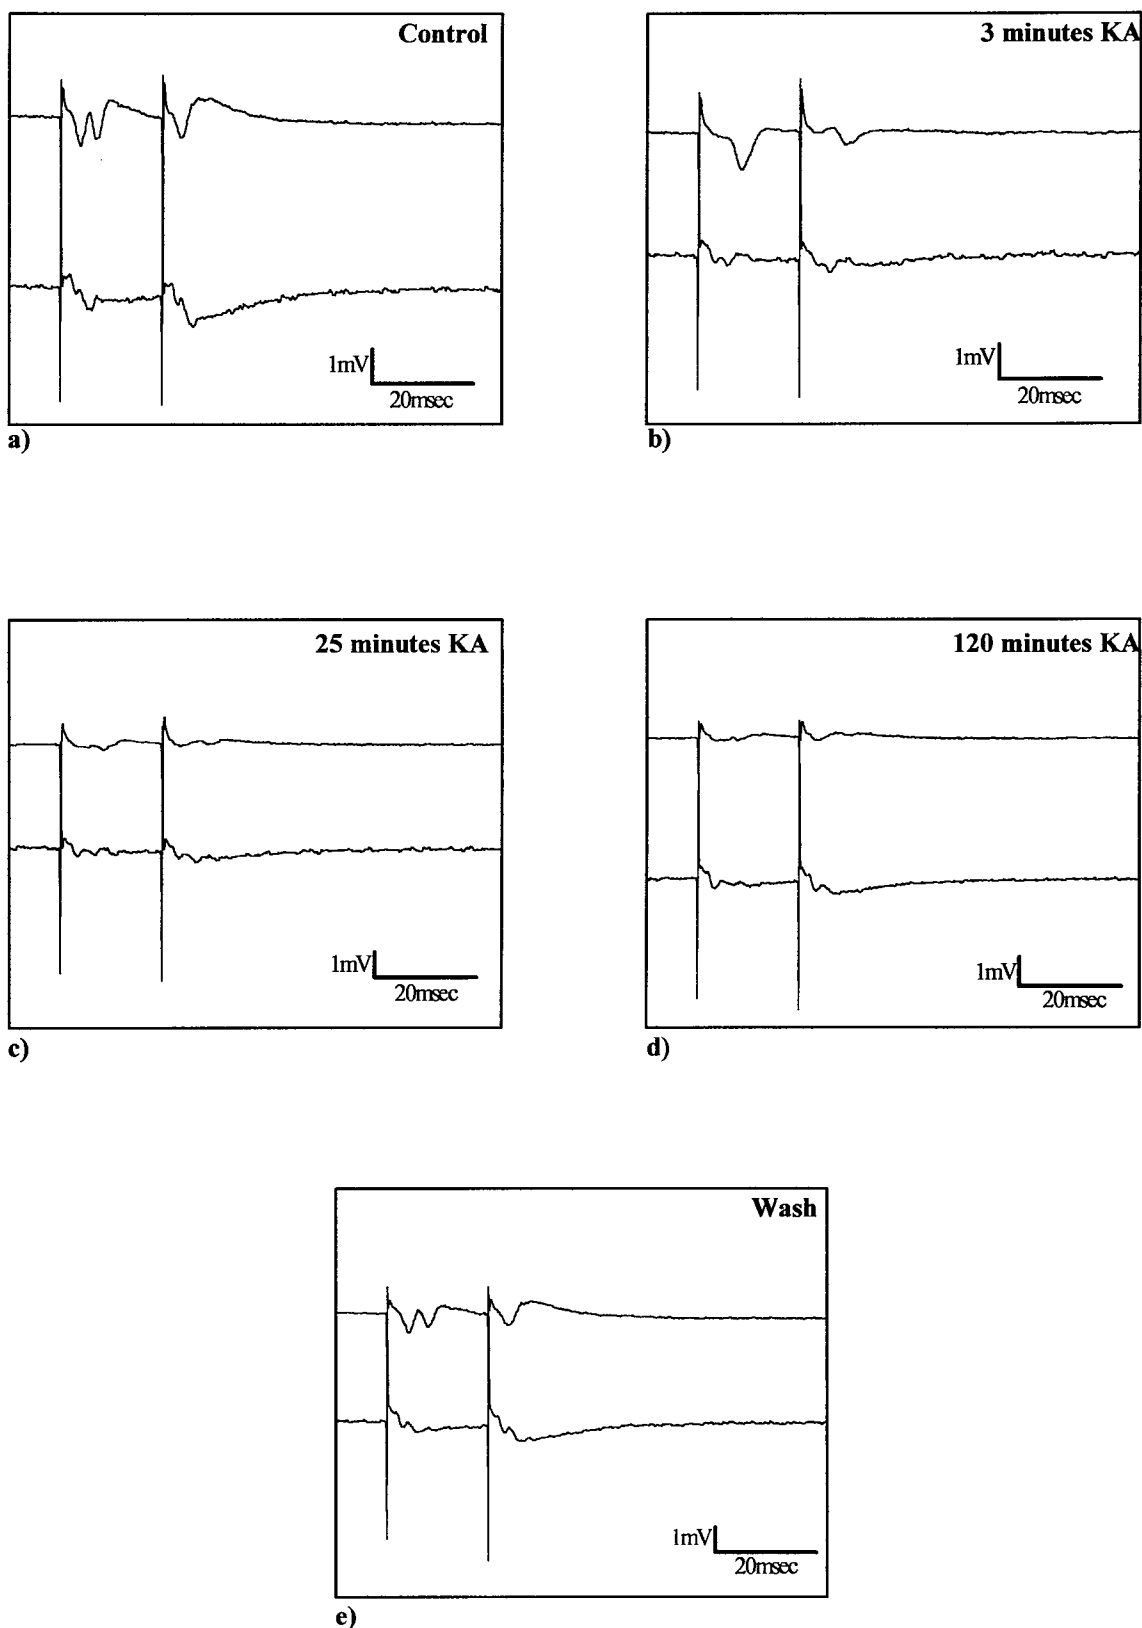 Control
1mV
20msec
a)
3 minutes KA
1mV
20msec
b)
25 minutes KA
1mV
20msec
c)
120 minutes KA
1mV
20msec
d)
Wash
1mV
20msec
e)